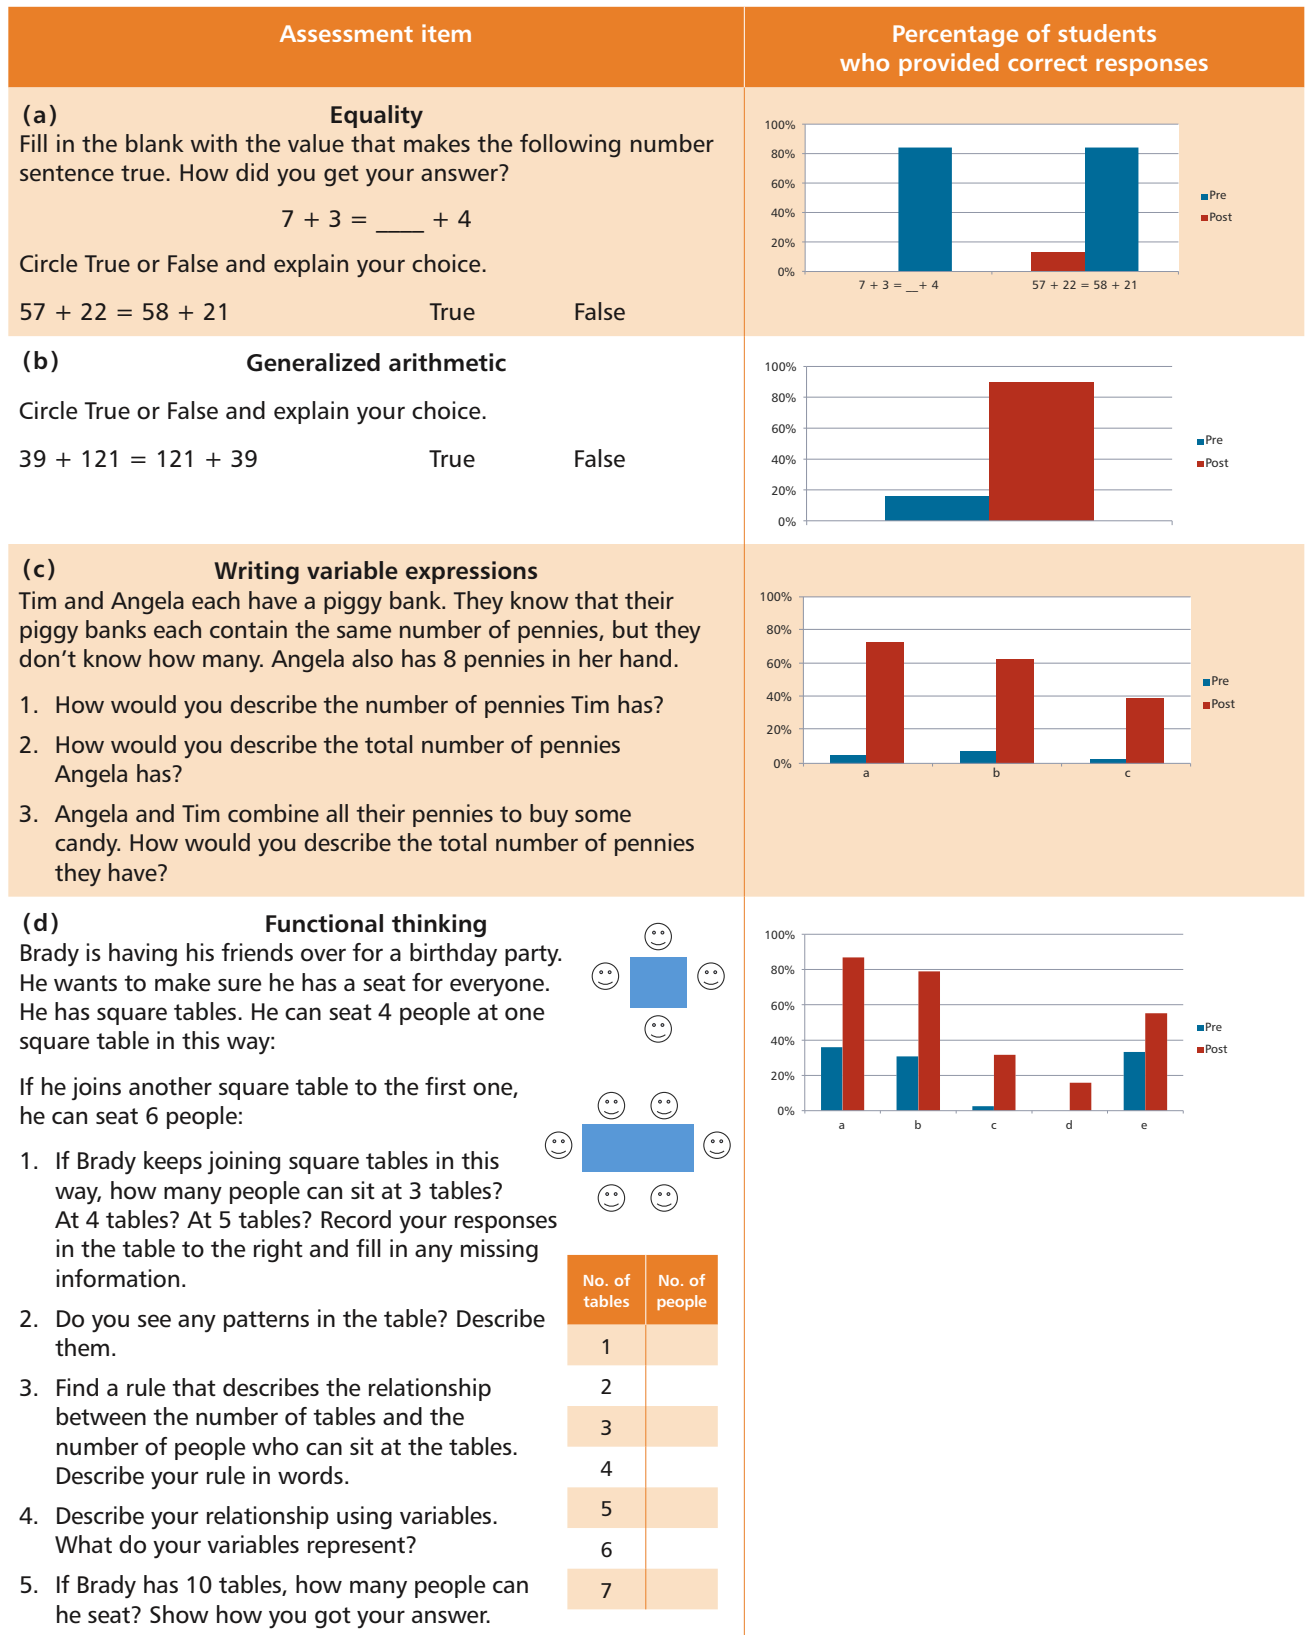 Assessment item
Percentage of students
who provided correct responses
(a) Equality
Fill in the blank with the value that makes the following number
sentence true. How did you get your answer?
7 + 3 = ____ + 4
Circle True or False and explain your choice.
57 + 22 = 58 + 21 True False
100%
80%
60%
40%
20%
0%
7 + 3 = __+ 4
57 + 22 = 58 + 21
Pre
Post
(b) Generalized arithmetic
Circle True or False and explain your choice.
39 + 121 = 121 + 39 True False
100%
80%
60%
40%
20%
0%
Pre
Post
(c) Writing variable expressions
Tim and Angela each have a piggy bank. They know that their
piggy banks each contain the same number of pennies, but they
don’t know how many. Angela also has 8 pennies in her hand.
1. How would you describe the number of pennies Tim has?
2. How would you describe the total number of pennies
Angela has?
3. Angela and Tim combine all their pennies to buy some
candy. How would you describe the total number of pennies
they have?
100%
80%
60%
40%
20%
0%
a
b
c
Pre
Post
(d) Functional thinking
Brady is having his friends over for a birthday party.
He wants to make sure he has a seat for everyone.
He has square tables. He can seat 4 people at one
square table in this way:
If he joins another square table to the first one,
he can seat 6 people:
1. If Brady keeps joining square tables in this
way, how many people can sit at 3 tables?
At 4 tables? At 5 tables? Record your responses
in the table to the right and fill in any missing
information.
2. Do you see any patterns in the table? Describe
them.
3. Find a rule that describes the relationship
between the number of tables and the
number of people who can sit at the tables.
Describe your rule in words.
4. Describe your relationship using variables.
What do your variables represent?
5. If Brady has 10 tables, how many people can
he seat? Show how you got your answer.
No. of
tables
No. of
people
1
2
3
4
5
6
7
100%
80%
60%
40%
20%
0%
a
b
c
d
e
Pre
Post